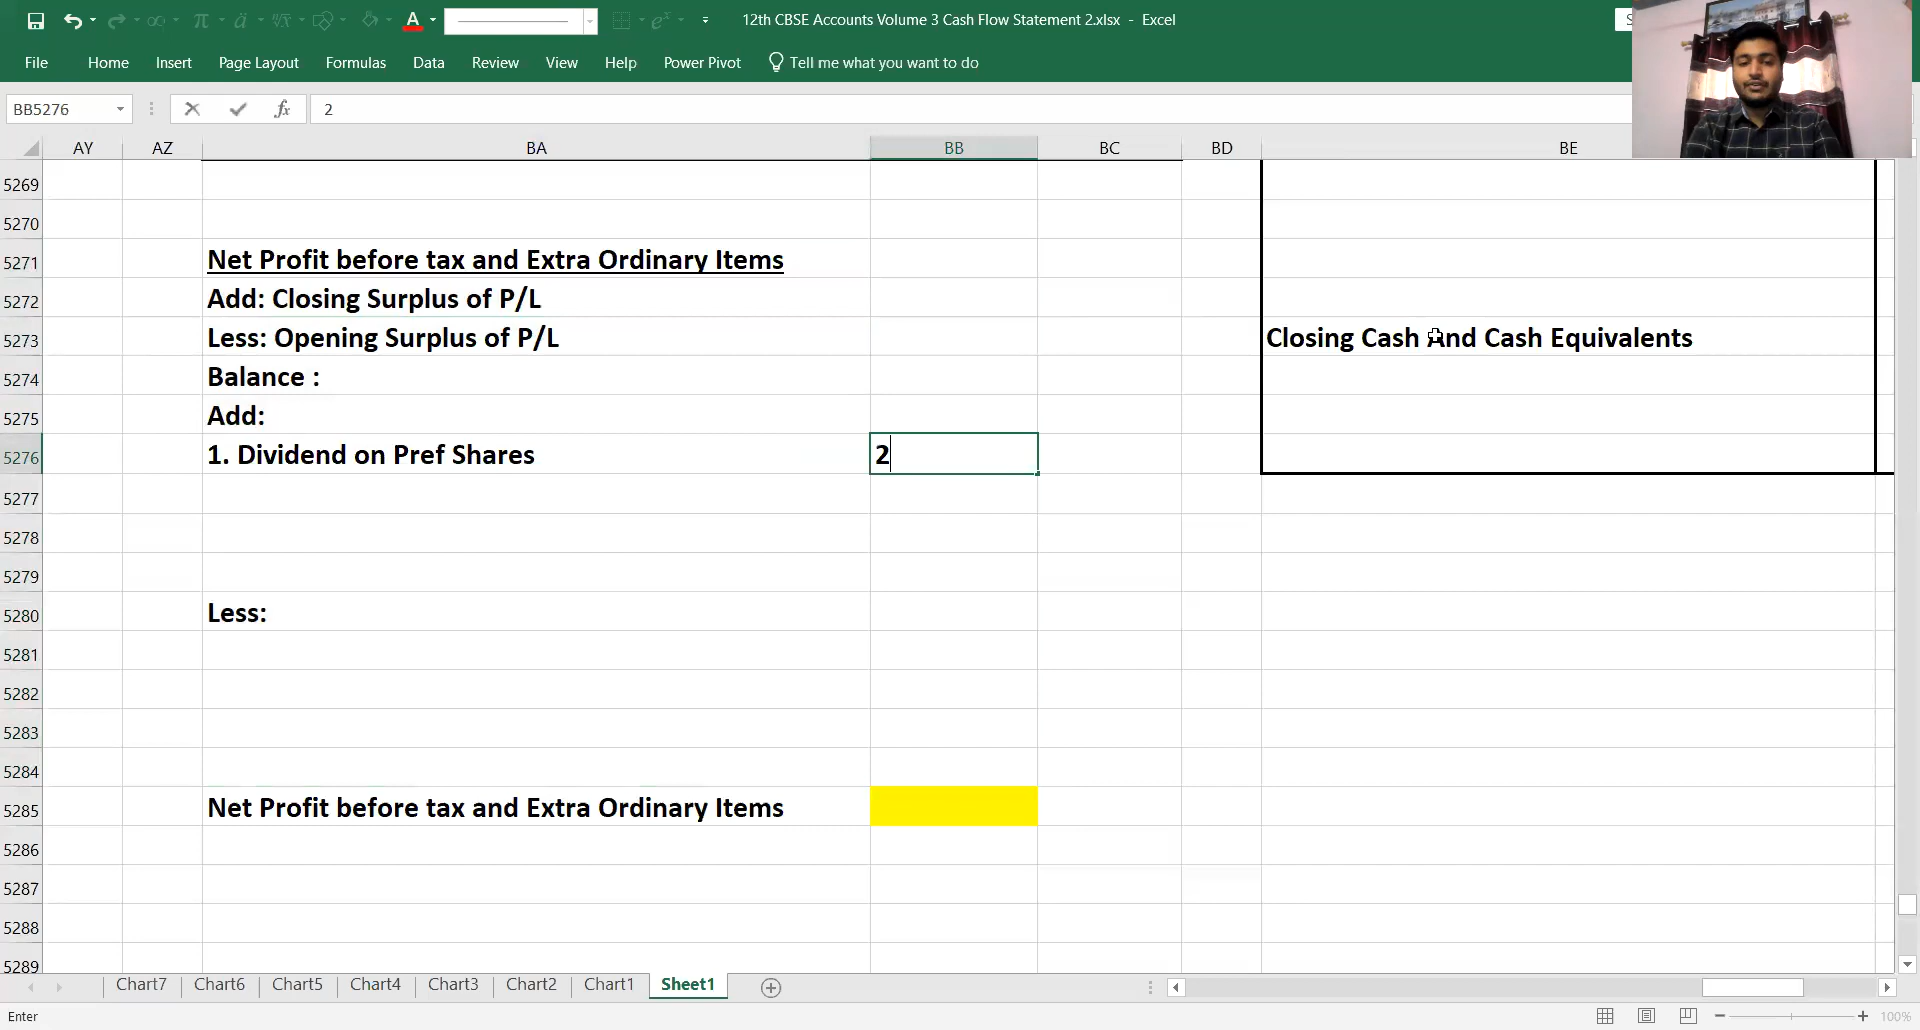 12th CBSE Accounts Volume 3 Cash Flow Statement 2.xlsx - Excel
File Home Insert Page Layout Formulas Data Review View Help Power Pivot Tell me what you want to do
BB5276 fx 2
AY AZ BA BB BC BD BE
5269
5270
5271 Net Profit before tax and Extra Ordinary Items
5272 Add: Closing Surplus of P/L
5273 Less: Opening Surplus of P/L Closing Cash And Cash Equivalents
5274 Balance :
5275 Add:
5276 1. Dividend on Pref Shares 2
5277
5278
5279
5280 Less:
5281
5282
5283
5284
5285 Net Profit before tax and Extra Ordinary Items
5286
5287
5288
5289
Chart7 Chart6 Chart5 Chart4 Chart3 Chart2 Chart1 Sheet1
Enter 100%